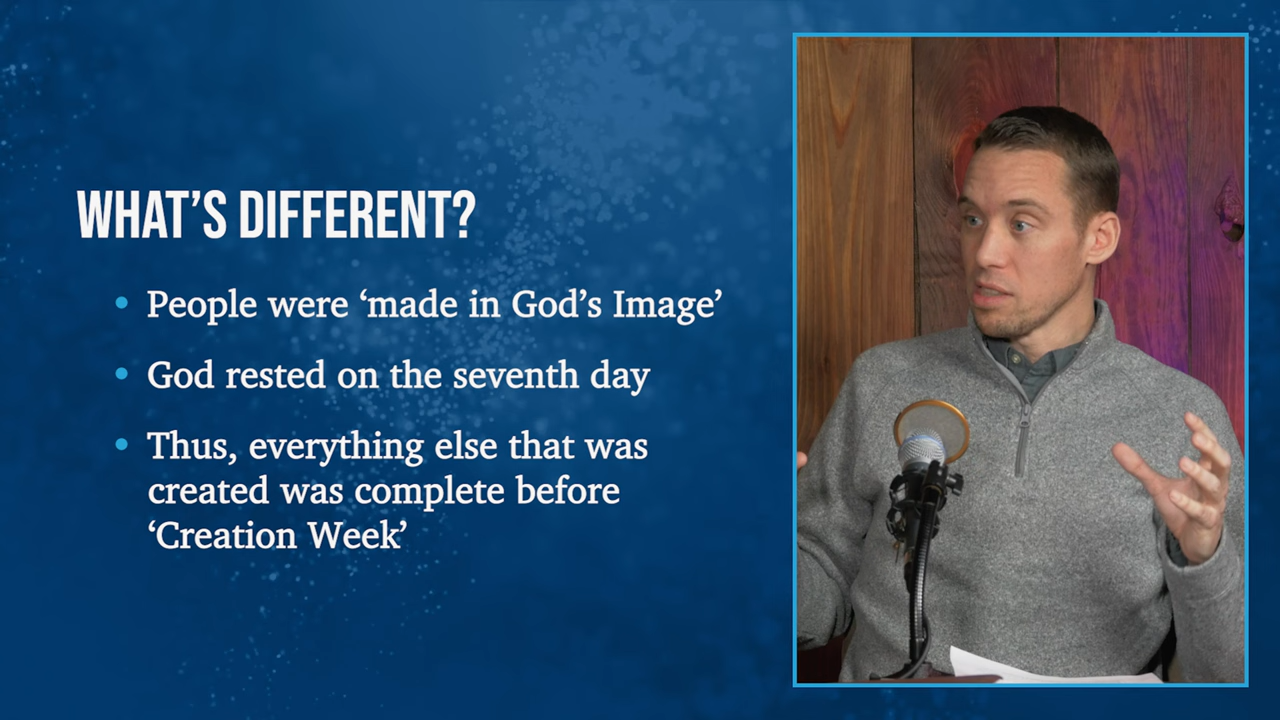 WHAT’S DIFFERENT?
• People were ‘made in God’s Image’
• God rested on the seventh day
• Thus, everything else that was
created was complete before
‘Creation Week’